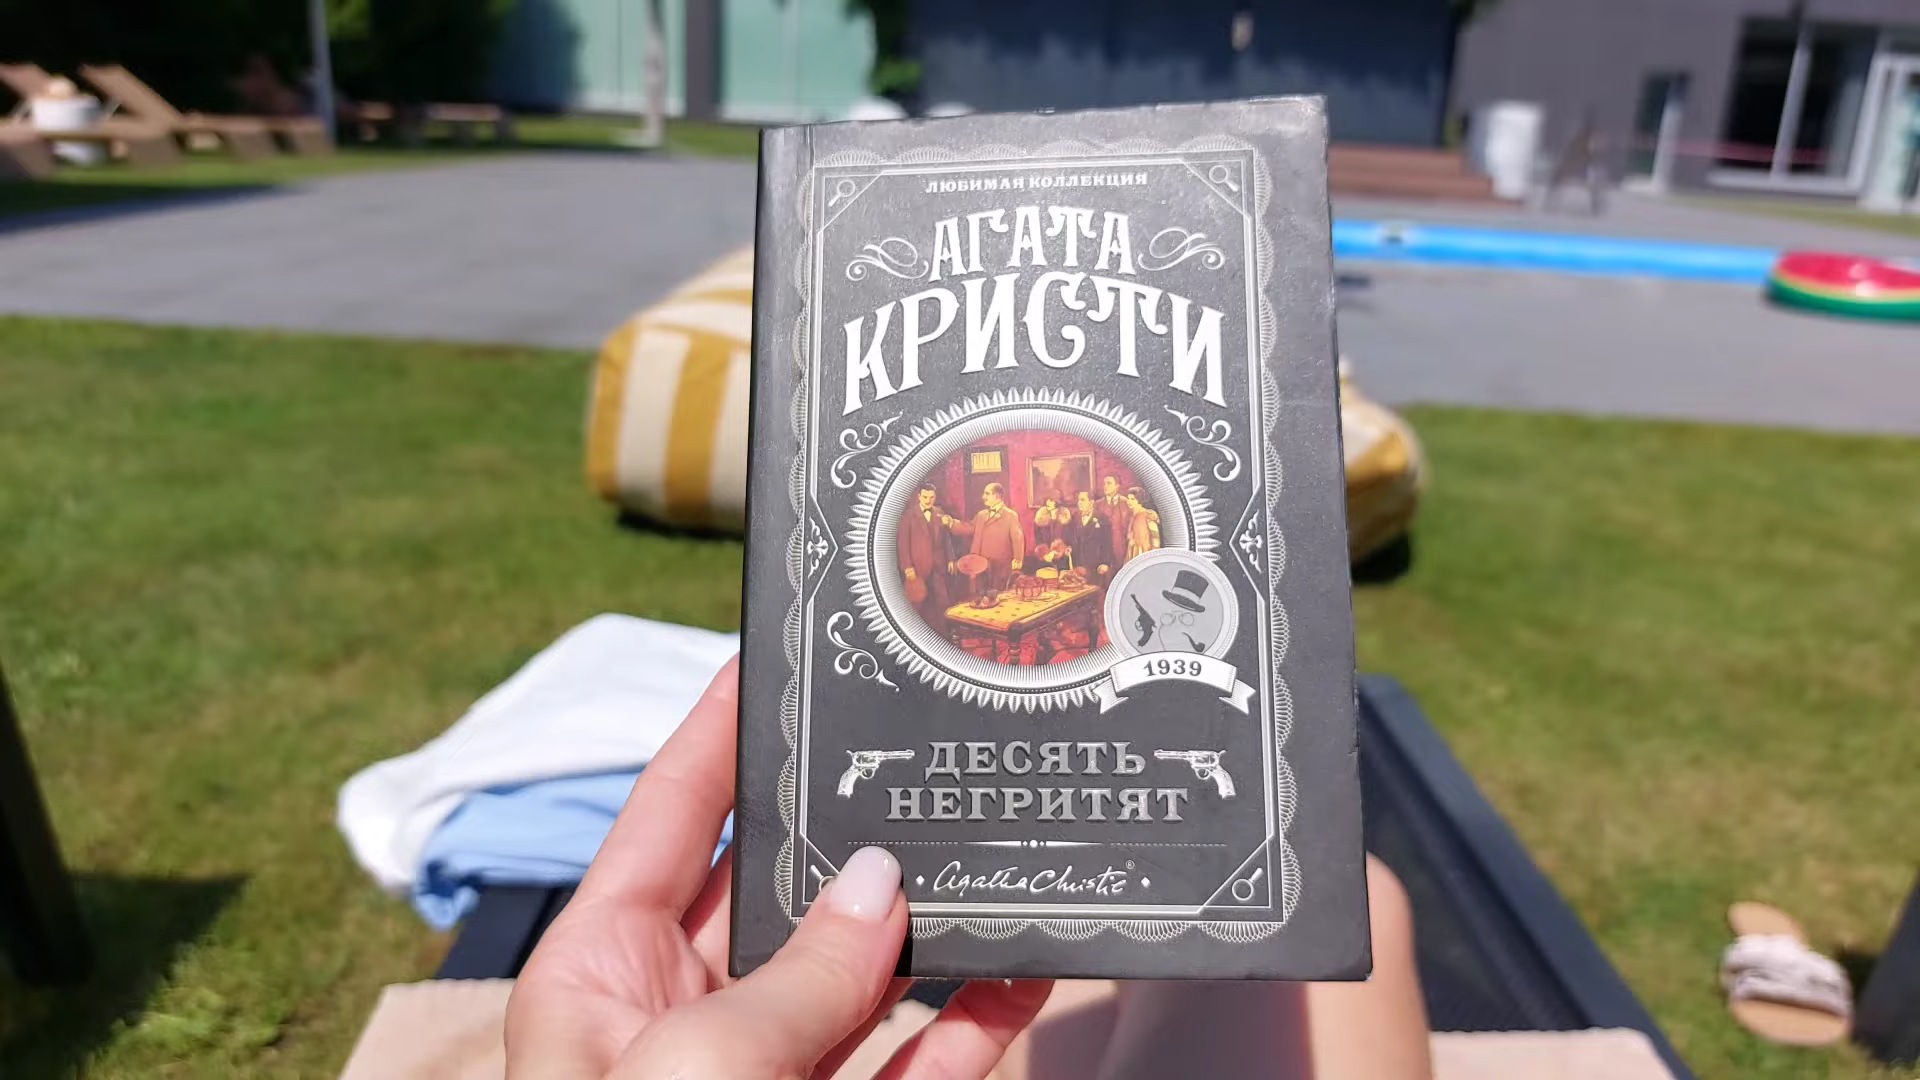 ЛЮБИМАЯ КОЛЛЕКЦИЯ
АГАТА
КРИСТИ
1939
ДЕСЯТЬ
НЕГРИТЯТ
Agatha Christie®